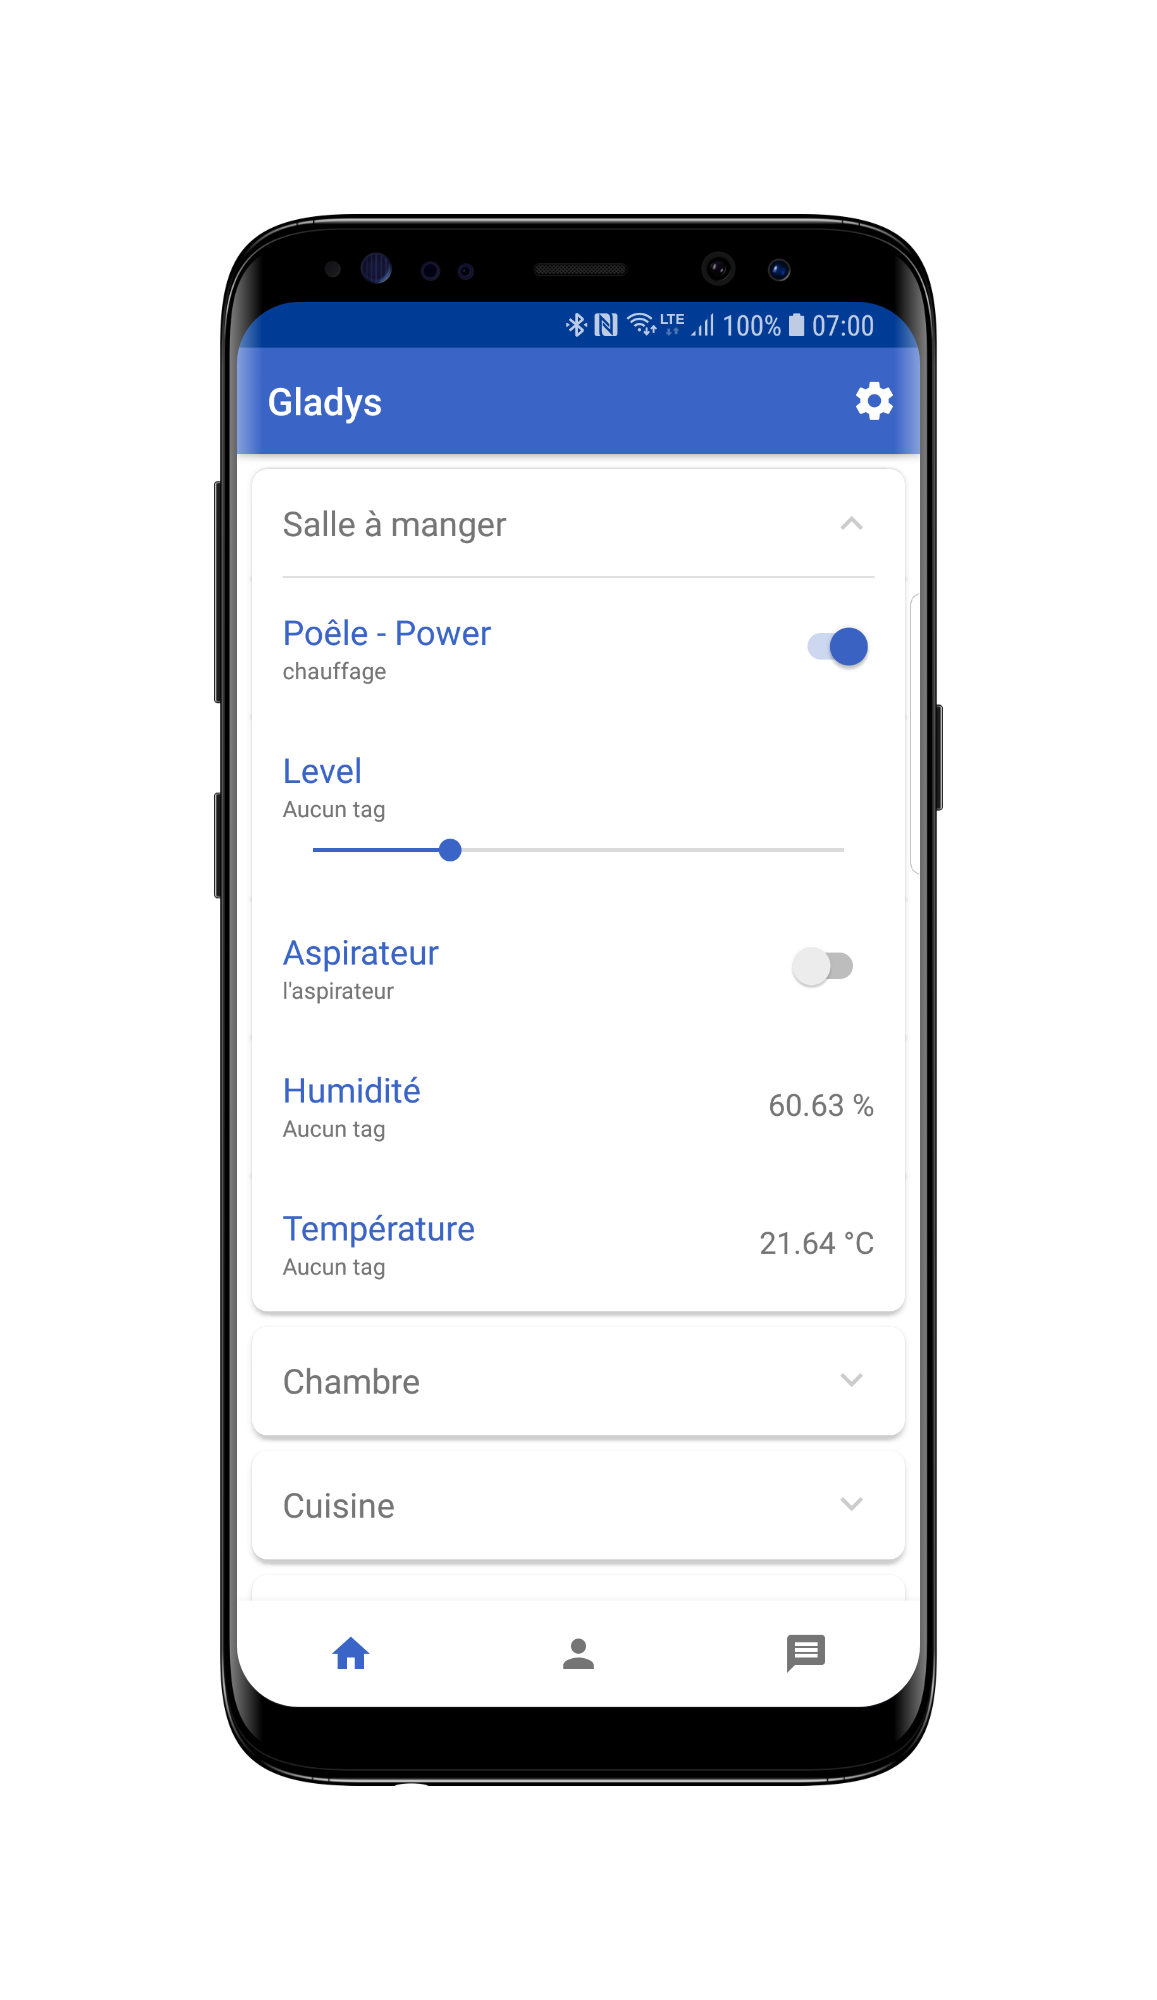 LTE 100% 07:00
Gladys
Salle à manger
Poêle - Power
chauffage
Level
Aucun tag
Aspirateur
l'aspirateur
Humidité
Aucun tag
60.63 %
Température
Aucun tag
21.64 °C
Chambre
Cuisine